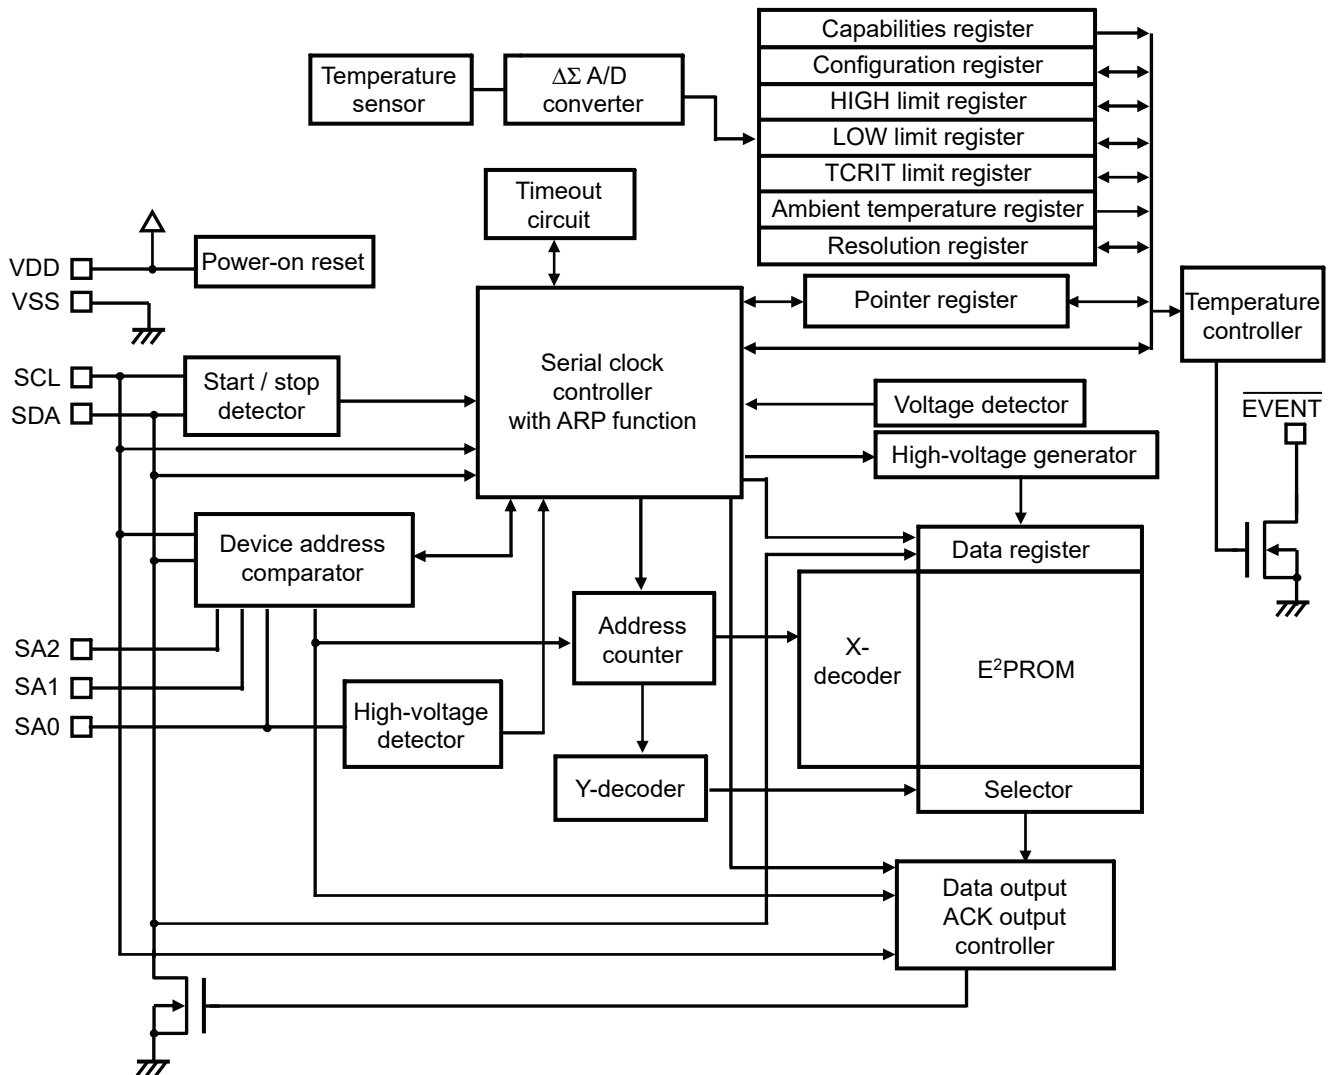 Capabilities register
Configuration register
HIGH limit register
LOW limit register
TCRIT limit register
Ambient temperature register
Resolution register
Temperature
sensor
ΔΣ A/D
converter
Timeout
circuit
VDD
Power-on reset
VSS
Pointer register
Temperature
controller
Serial clock
controller
with ARP function
SCL
SDA
Start / stop
detector
Voltage detector
EVENT
High-voltage generator
Device address
comparator
Data register
Address
counter
X-
decoder
E²PROM
SA2
SA1
SA0
High-voltage
detector
Y-decoder
Selector
Data output
ACK output
controller